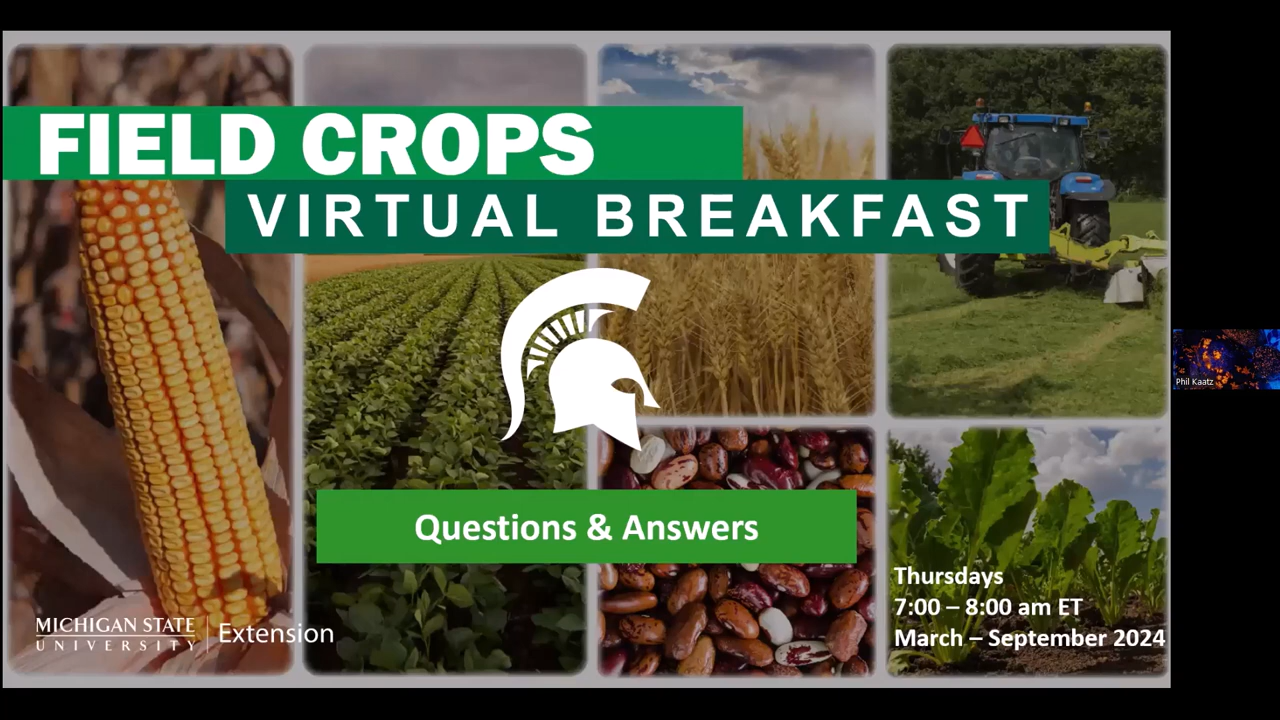 FIELD CROPS
VIRTUAL BREAKFAST
Questions & Answers
Thursdays
7:00 – 8:00 am ET
March – September 2024
MICHIGAN STATE
UNIVERSITY
Extension
Phil Kaatz